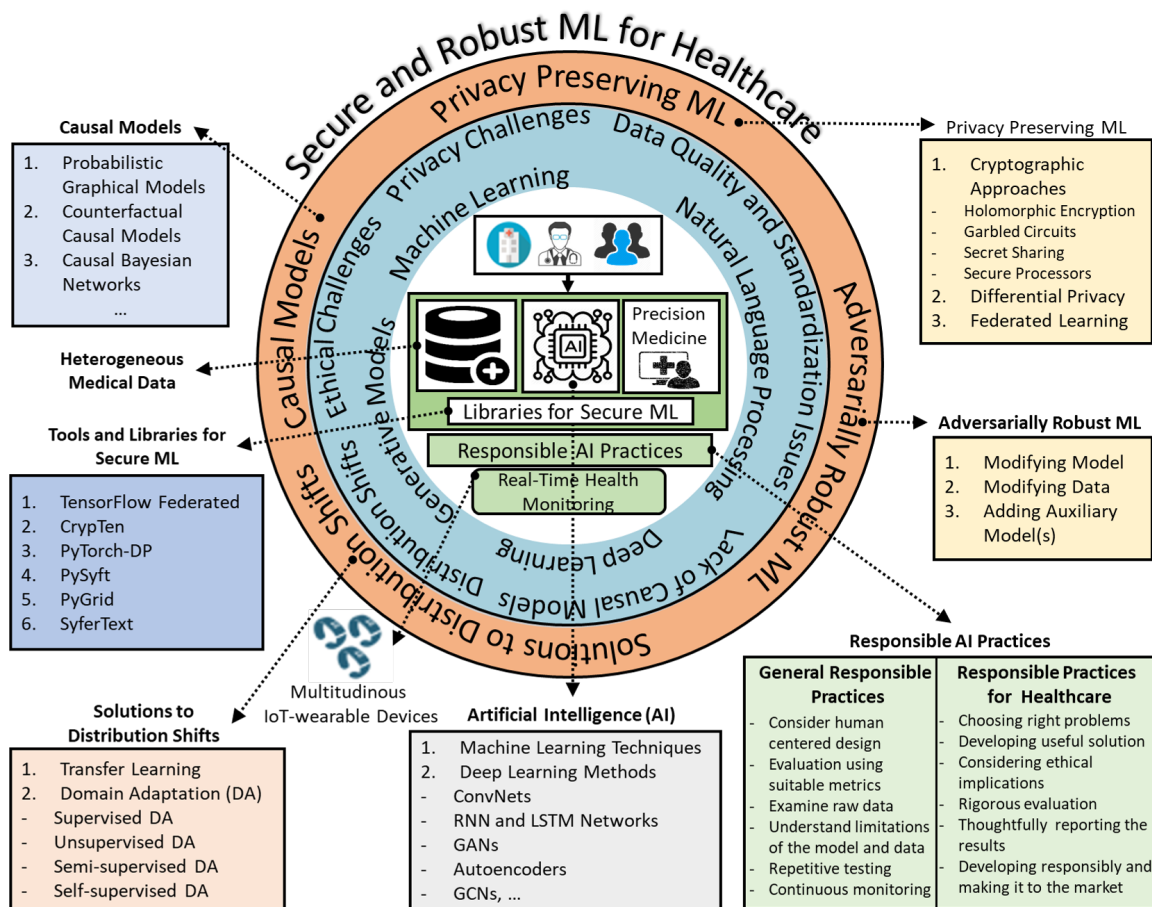 Secure and Robust ML for Healthcare
Privacy Preserving ML
Adversarially Robust ML
Solutions to Distribution Shifts
Causal Models
Privacy Challenges
Data Quality and Standardization Issues
Lack of Causal Models
Distribution Shifts
Ethical Challenges
Machine Learning
Natural Language Processing
Deep Learning
Generative Models
AI
Precision
Medicine
Libraries for Secure ML
Responsible AI Practices
Real-Time Health
Monitoring
Causal Models
1. Probabilistic
Graphical Models
2. Counterfactual
Causal Models
3. Causal Bayesian
Networks
...
Heterogeneous
Medical Data
Tools and Libraries for
Secure ML
1. TensorFlow Federated
2. CrypTen
3. PyTorch-DP
4. PySyft
5. PyGrid
6. SyferText
Solutions to
Distribution Shifts
1. Transfer Learning
2. Domain Adaptation (DA)
- Supervised DA
- Unsupervised DA
- Semi-supervised DA
- Self-supervised DA
Multitudinous
IoT-wearable Devices
Artificial Intelligence (AI)
1. Machine Learning Techniques
2. Deep Learning Methods
- ConvNets
- RNN and LSTM Networks
- GANs
- Autoencoders
- GCNs, ...
Privacy Preserving ML
1. Cryptographic
Approaches
- Holomorphic Encryption
- Garbled Circuits
- Secret Sharing
- Secure Processors
2. Differential Privacy
3. Federated Learning
Adversarially Robust ML
1. Modifying Model
2. Modifying Data
3. Adding Auxiliary
Model(s)
Responsible AI Practices
General Responsible
Practices
- Consider human
centered design
- Evaluation using
suitable metrics
- Examine raw data
- Understand limitations
of the model and data
- Repetitive testing
- Continuous monitoring
Responsible Practices
for Healthcare
- Choosing right problems
- Developing useful solution
- Considering ethical
implications
- Rigorous evaluation
- Thoughtfully reporting the
results
- Developing responsibly and
making it to the market